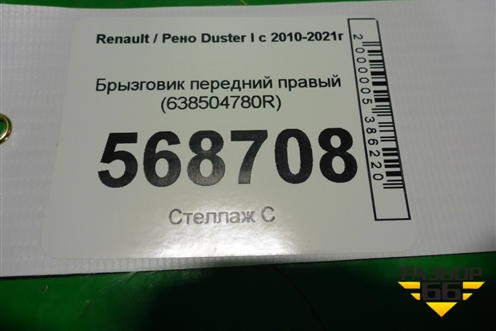 Renault / Рено Duster I с 2010-2021г
Брызговик передний правый
(638504780R)
568708
Стеллаж С
2000005386220
РАЗБОР
66